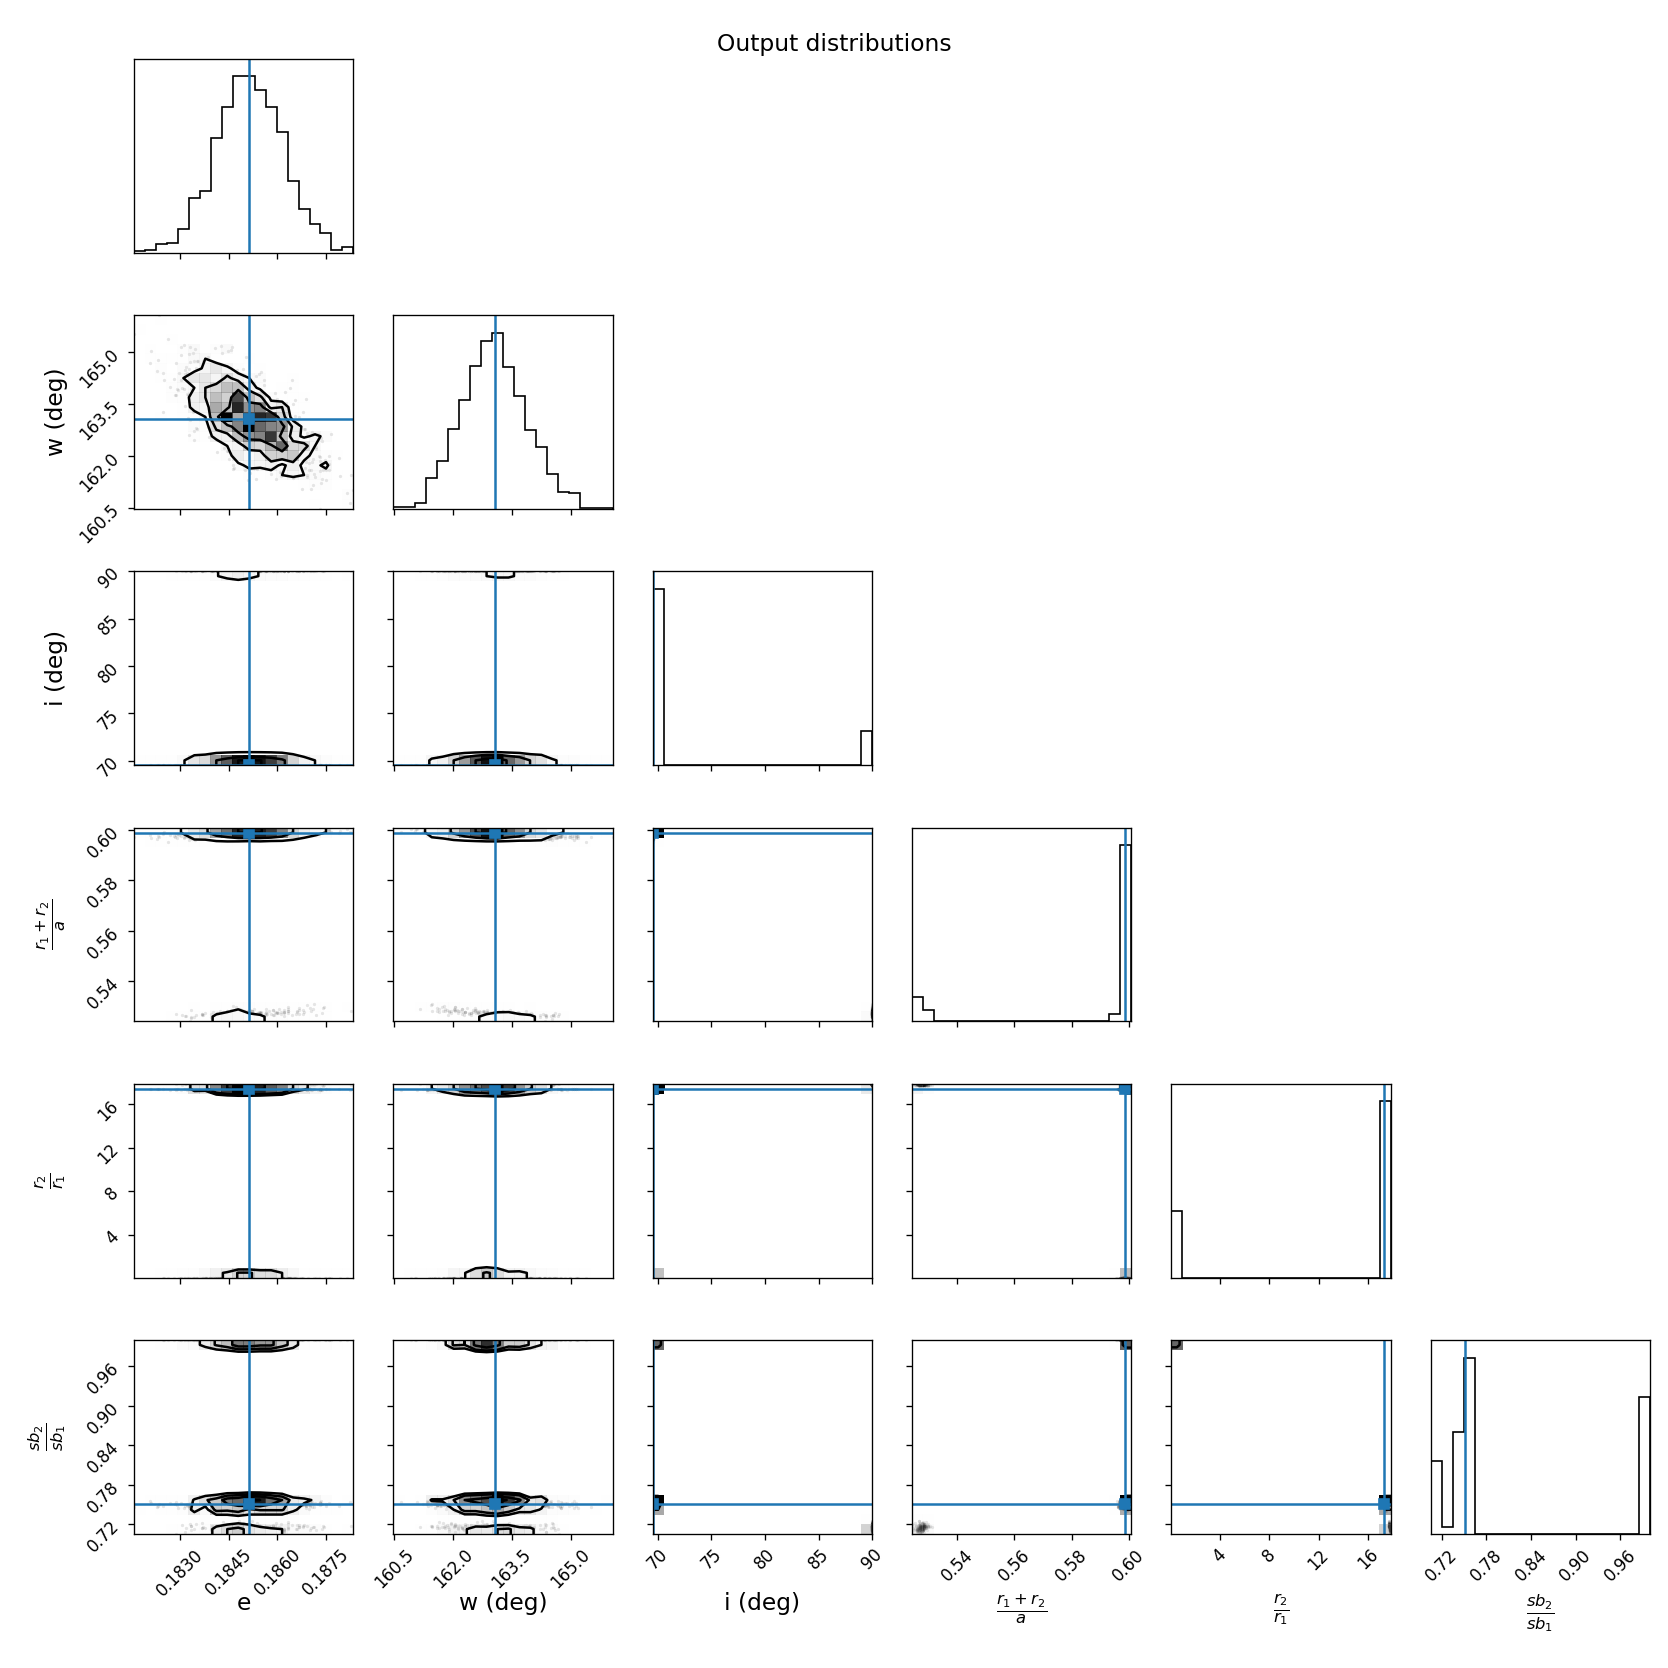 Output distributions
165.0
163.5
162.0
160.5
w (deg)
90
85
80
75
70
i (deg)
0.60
0.58
0.56
0.54
r₁ + r₂
a
16
12
8
4
r₂
r₁
0.96
0.90
0.84
0.78
0.72
sb₂
sb₁
0.1830 0.1845 0.1860 0.1875 160.5 162.0 163.5 165.0 70 75 80 85 90 0.54 0.56 0.58 0.60 4 8 12 16 0.72 0.78 0.84 0.90 0.96
e w (deg) i (deg) r₁ + r₂ r₂ sb₂
a r₁ sb₁